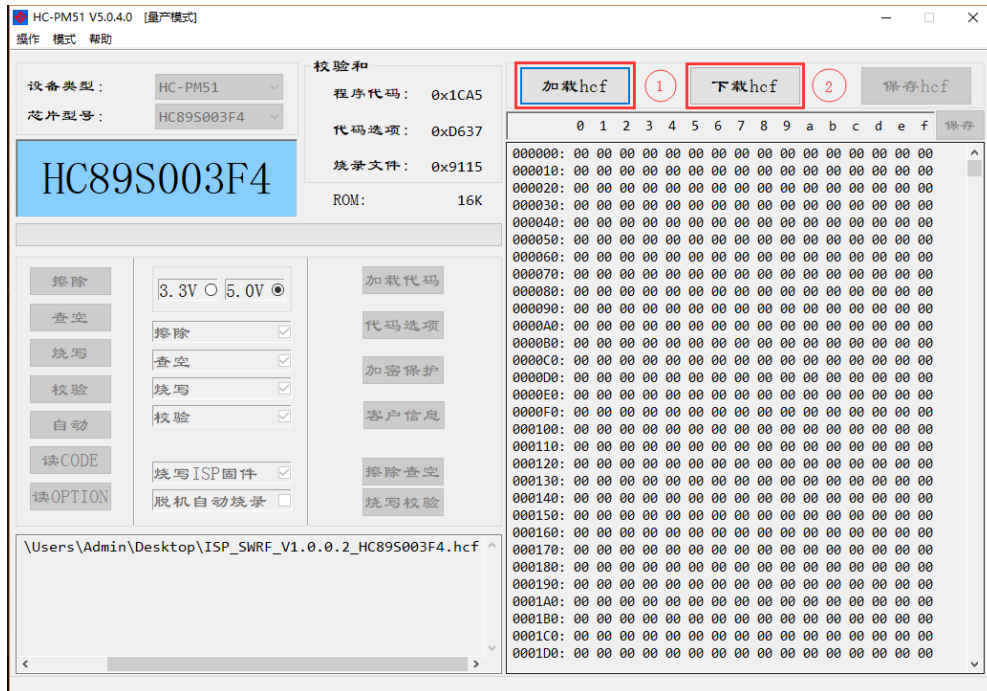 HC-PM51 V5.0.4.0 [量产模式]
操作 模式 帮助
设备类型: HC-PM51
芯片型号: HC89S003F4
HC89S003F4
校验和
程序代码: 0x1CA5
代码选项: 0xD637
烧录文件: 0x9115
ROM: 16K
加载hcf ① 下载hcf ② 保存hcf
擦除
查空
烧写
校验
自动
读CODE
读OPTION
3.3V 5.0V
擦除
查空
烧写
校验
烧写ISP固件
脱机自动烧录
加载代码
代码选项
加密保护
客户信息
擦除查空
烧写校验
\Users\Admin\Desktop\ISP_SWRF_V1.0.0.2_HC89S003F4.hcf
0 1 2 3 4 5 6 7 8 9 a b c d e f 保存
000000: 00 00 00 00 00 00 00 00 00 00 00 00 00 00 00 00
000010: 00 00 00 00 00 00 00 00 00 00 00 00 00 00 00 00
000020: 00 00 00 00 00 00 00 00 00 00 00 00 00 00 00 00
000030: 00 00 00 00 00 00 00 00 00 00 00 00 00 00 00 00
000040: 00 00 00 00 00 00 00 00 00 00 00 00 00 00 00 00
000050: 00 00 00 00 00 00 00 00 00 00 00 00 00 00 00 00
000060: 00 00 00 00 00 00 00 00 00 00 00 00 00 00 00 00
000070: 00 00 00 00 00 00 00 00 00 00 00 00 00 00 00 00
000080: 00 00 00 00 00 00 00 00 00 00 00 00 00 00 00 00
000090: 00 00 00 00 00 00 00 00 00 00 00 00 00 00 00 00
0000A0: 00 00 00 00 00 00 00 00 00 00 00 00 00 00 00 00
0000B0: 00 00 00 00 00 00 00 00 00 00 00 00 00 00 00 00
0000C0: 00 00 00 00 00 00 00 00 00 00 00 00 00 00 00 00
0000D0: 00 00 00 00 00 00 00 00 00 00 00 00 00 00 00 00
0000E0: 00 00 00 00 00 00 00 00 00 00 00 00 00 00 00 00
0000F0: 00 00 00 00 00 00 00 00 00 00 00 00 00 00 00 00
000100: 00 00 00 00 00 00 00 00 00 00 00 00 00 00 00 00
000110: 00 00 00 00 00 00 00 00 00 00 00 00 00 00 00 00
000120: 00 00 00 00 00 00 00 00 00 00 00 00 00 00 00 00
000130: 00 00 00 00 00 00 00 00 00 00 00 00 00 00 00 00
000140: 00 00 00 00 00 00 00 00 00 00 00 00 00 00 00 00
000150: 00 00 00 00 00 00 00 00 00 00 00 00 00 00 00 00
000160: 00 00 00 00 00 00 00 00 00 00 00 00 00 00 00 00
000170: 00 00 00 00 00 00 00 00 00 00 00 00 00 00 00 00
000180: 00 00 00 00 00 00 00 00 00 00 00 00 00 00 00 00
000190: 00 00 00 00 00 00 00 00 00 00 00 00 00 00 00 00
0001A0: 00 00 00 00 00 00 00 00 00 00 00 00 00 00 00 00
0001B0: 00 00 00 00 00 00 00 00 00 00 00 00 00 00 00 00
0001C0: 00 00 00 00 00 00 00 00 00 00 00 00 00 00 00 00
0001D0: 00 00 00 00 00 00 00 00 00 00 00 00 00 00 00 00